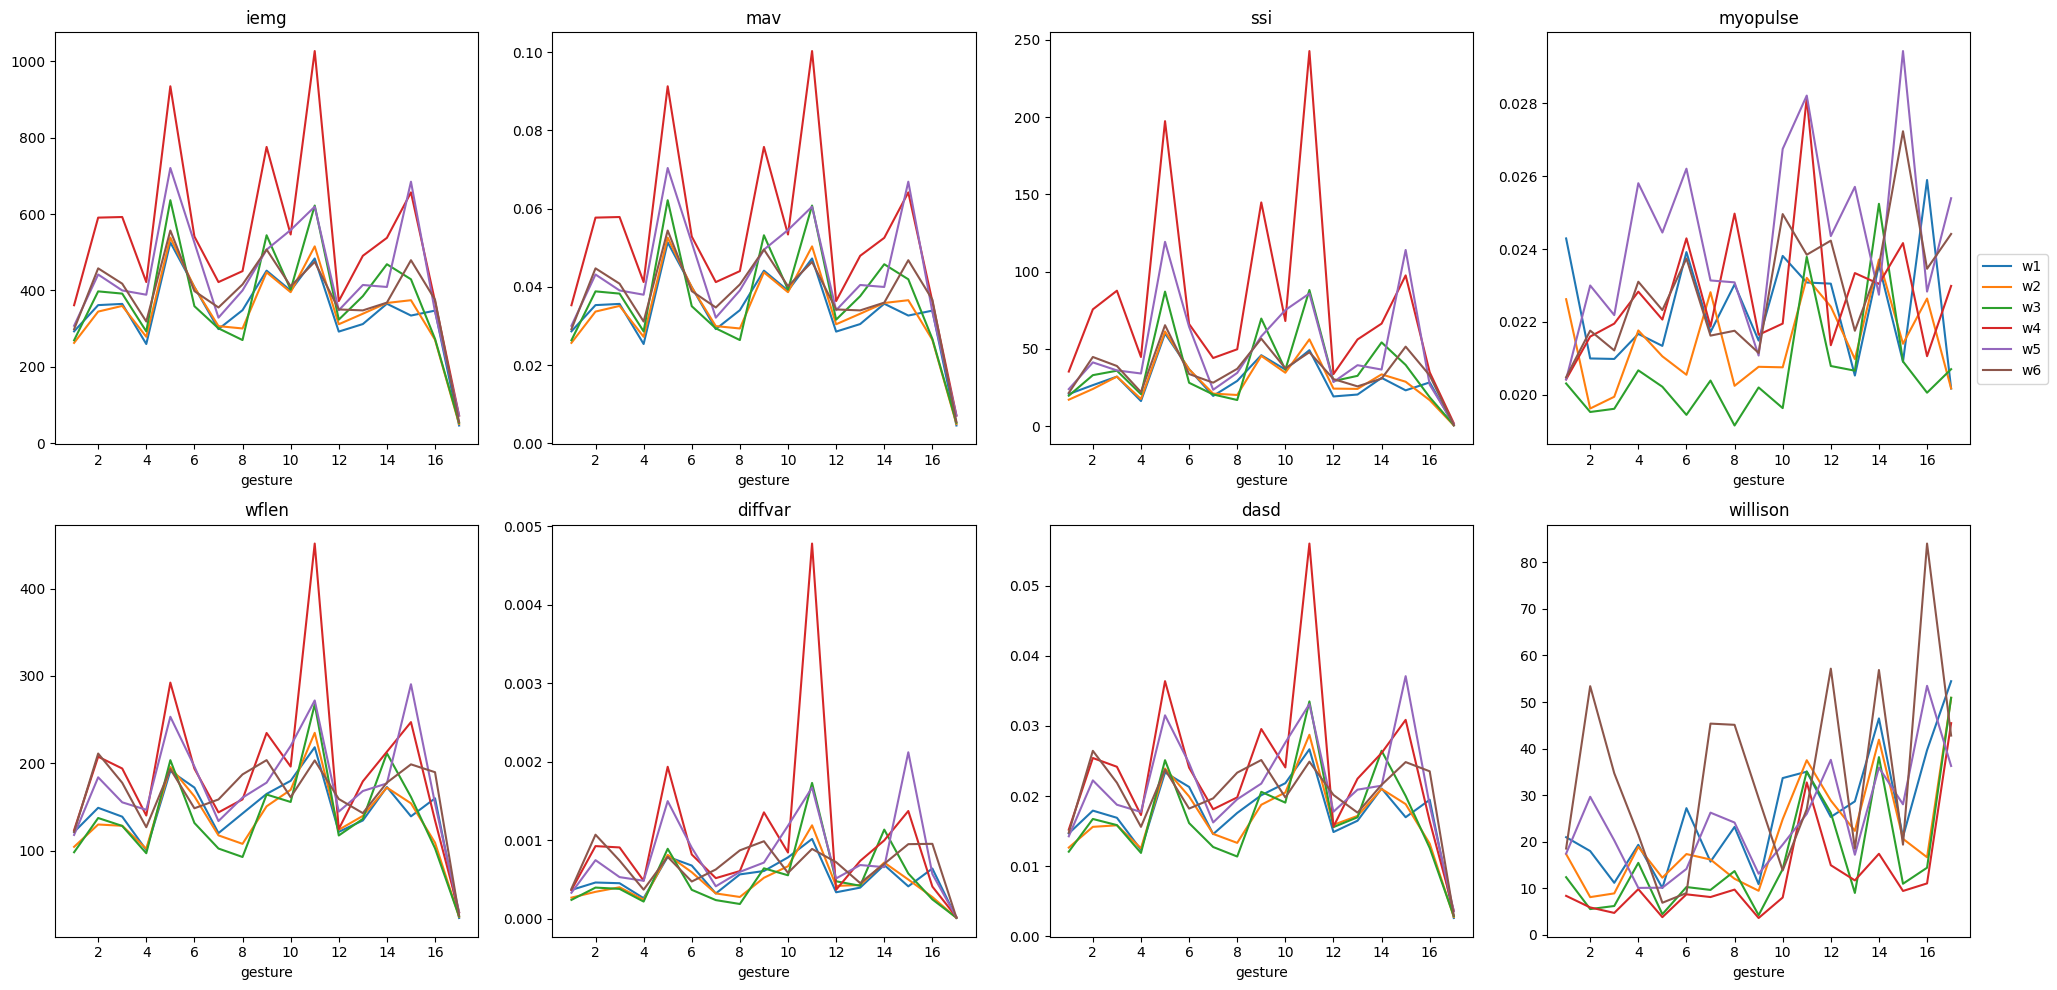 iemg
1000
800
600
400
200
0
2 4 6 8 10 12 14 16
gesture
mav
0.10
0.08
0.06
0.04
0.02
0.00
2 4 6 8 10 12 14 16
gesture
ssi
250
200
150
100
50
0
2 4 6 8 10 12 14 16
gesture
myopulse
0.028
0.026
0.024
0.022
0.020
2 4 6 8 10 12 14 16
gesture
w1
w2
w3
w4
w5
w6
wflen
400
300
200
100
2 4 6 8 10 12 14 16
gesture
diffvar
0.005
0.004
0.003
0.002
0.001
0.000
2 4 6 8 10 12 14 16
gesture
dasd
0.05
0.04
0.03
0.02
0.01
0.00
2 4 6 8 10 12 14 16
gesture
willison
80
70
60
50
40
30
20
10
0
2 4 6 8 10 12 14 16
gesture